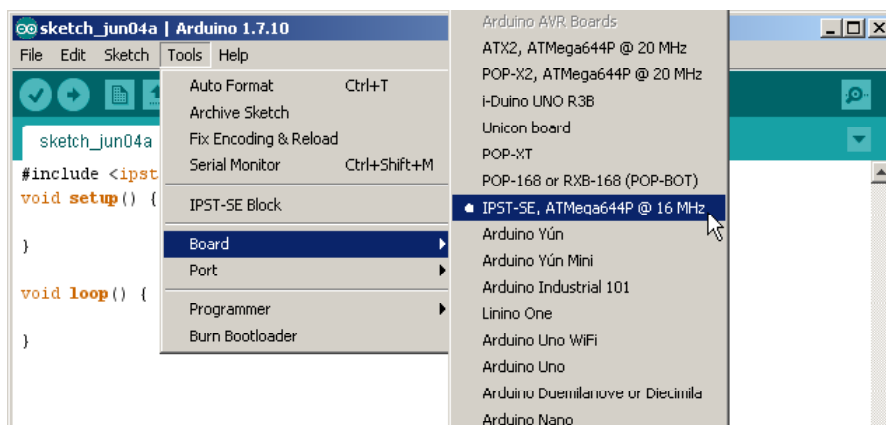 sketch_jun04a | Arduino 1.7.10
File Edit Sketch Tools Help
sketch_jun04a
#include <ipst
void setup() {
}
void loop() {
}
Auto Format Ctrl+T
Archive Sketch
Fix Encoding & Reload
Serial Monitor Ctrl+Shift+M
IPST-SE Block
Board
Port
Programmer
Burn Bootloader
Arduino AVR Boards
ATX2, ATMega644P @ 20 MHz
POP-X2, ATMega644P @ 20 MHz
i-Duino UNO R3B
Unicon board
POP-XT
POP-168 or RXB-168 (POP-BOT)
IPST-SE, ATMega644P @ 16 MHz
Arduino Yún
Arduino Yún Mini
Arduino Industrial 101
Linino One
Arduino Uno WiFi
Arduino Uno
Arduino Duemilanove or Diecimila
Arduino Nano